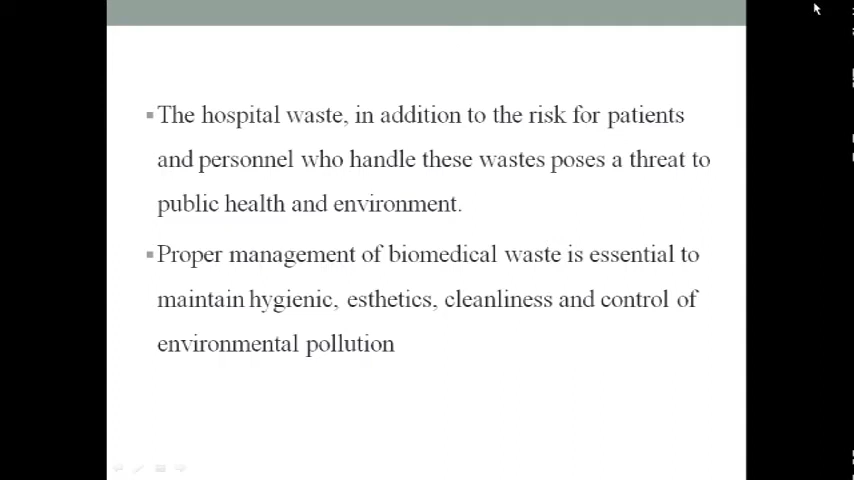 The hospital waste, in addition to the risk for patients
and personnel who handle these wastes poses a threat to
public health and environment.
Proper management of biomedical waste is essential to
maintain hygienic, esthetics, cleanliness and control of
environmental pollution